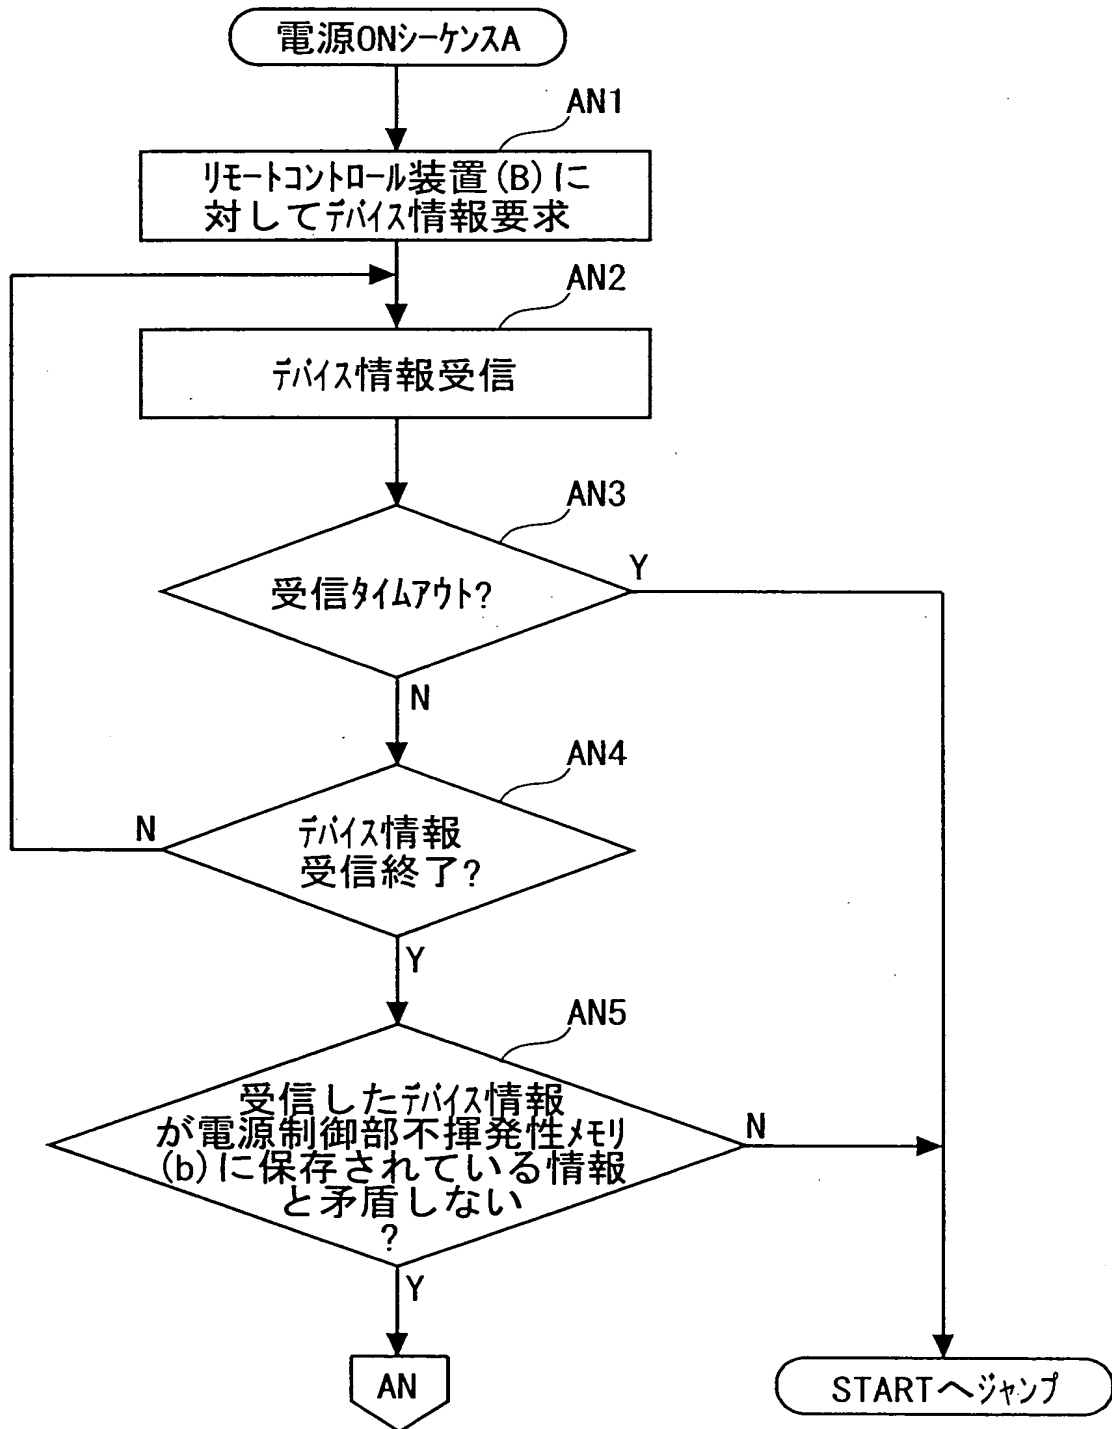 電源ONシーケンスA
AN1
リモートコントロール装置(B)に
対してデバイス情報要求
AN2
デバイス情報受信
AN3
受信タイムアウト?
Y
N
AN4
デバイス情報
受信終了?
N
Y
AN5
受信したデバイス情報
が電源制御部不揮発性メモリ
(b)に保存されている情報
と矛盾しない
?
N
Y
AN
STARTへジャンプ